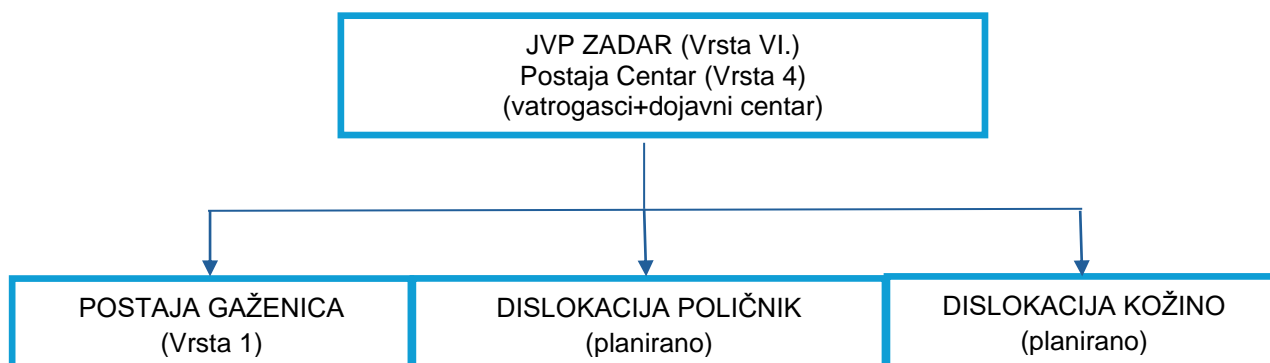 JVP ZADAR (Vrsta VI.)
Postaja Centar (Vrsta 4)
(vatrogasci+dojavni centar)
POSTAJA GAŽENICA
(Vrsta 1)
DISLOKACIJA POLIČNIK
(planirano)
DISLOKACIJA KOŽINO
(planirano)